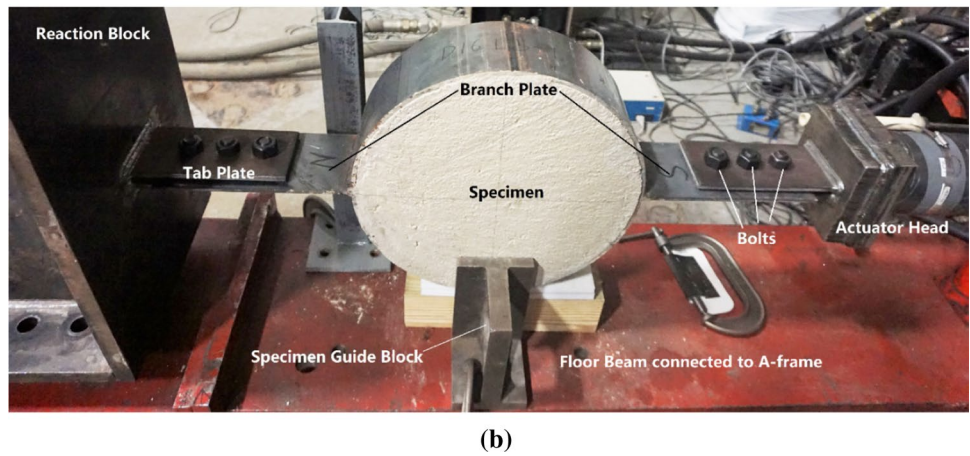 Reaction Block
Branch Plate
Tab Plate
Specimen
Bolts
Actuator Head
Specimen Guide Block
Floor Beam connected to A-frame
(b)